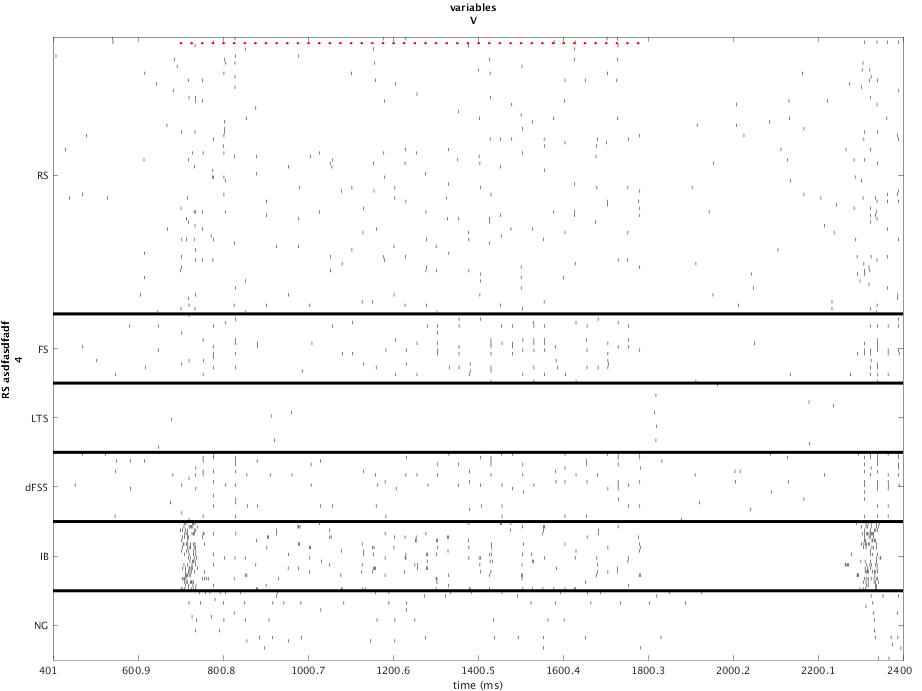 variables
V
RS
FS
LTS
dFS5
IB
NG
RS asdfasdfadf
4
401 600.9 800.8 1000.7 1200.6 1400.5 1600.4 1800.3 2000.2 2200.1 2400
time (ms)